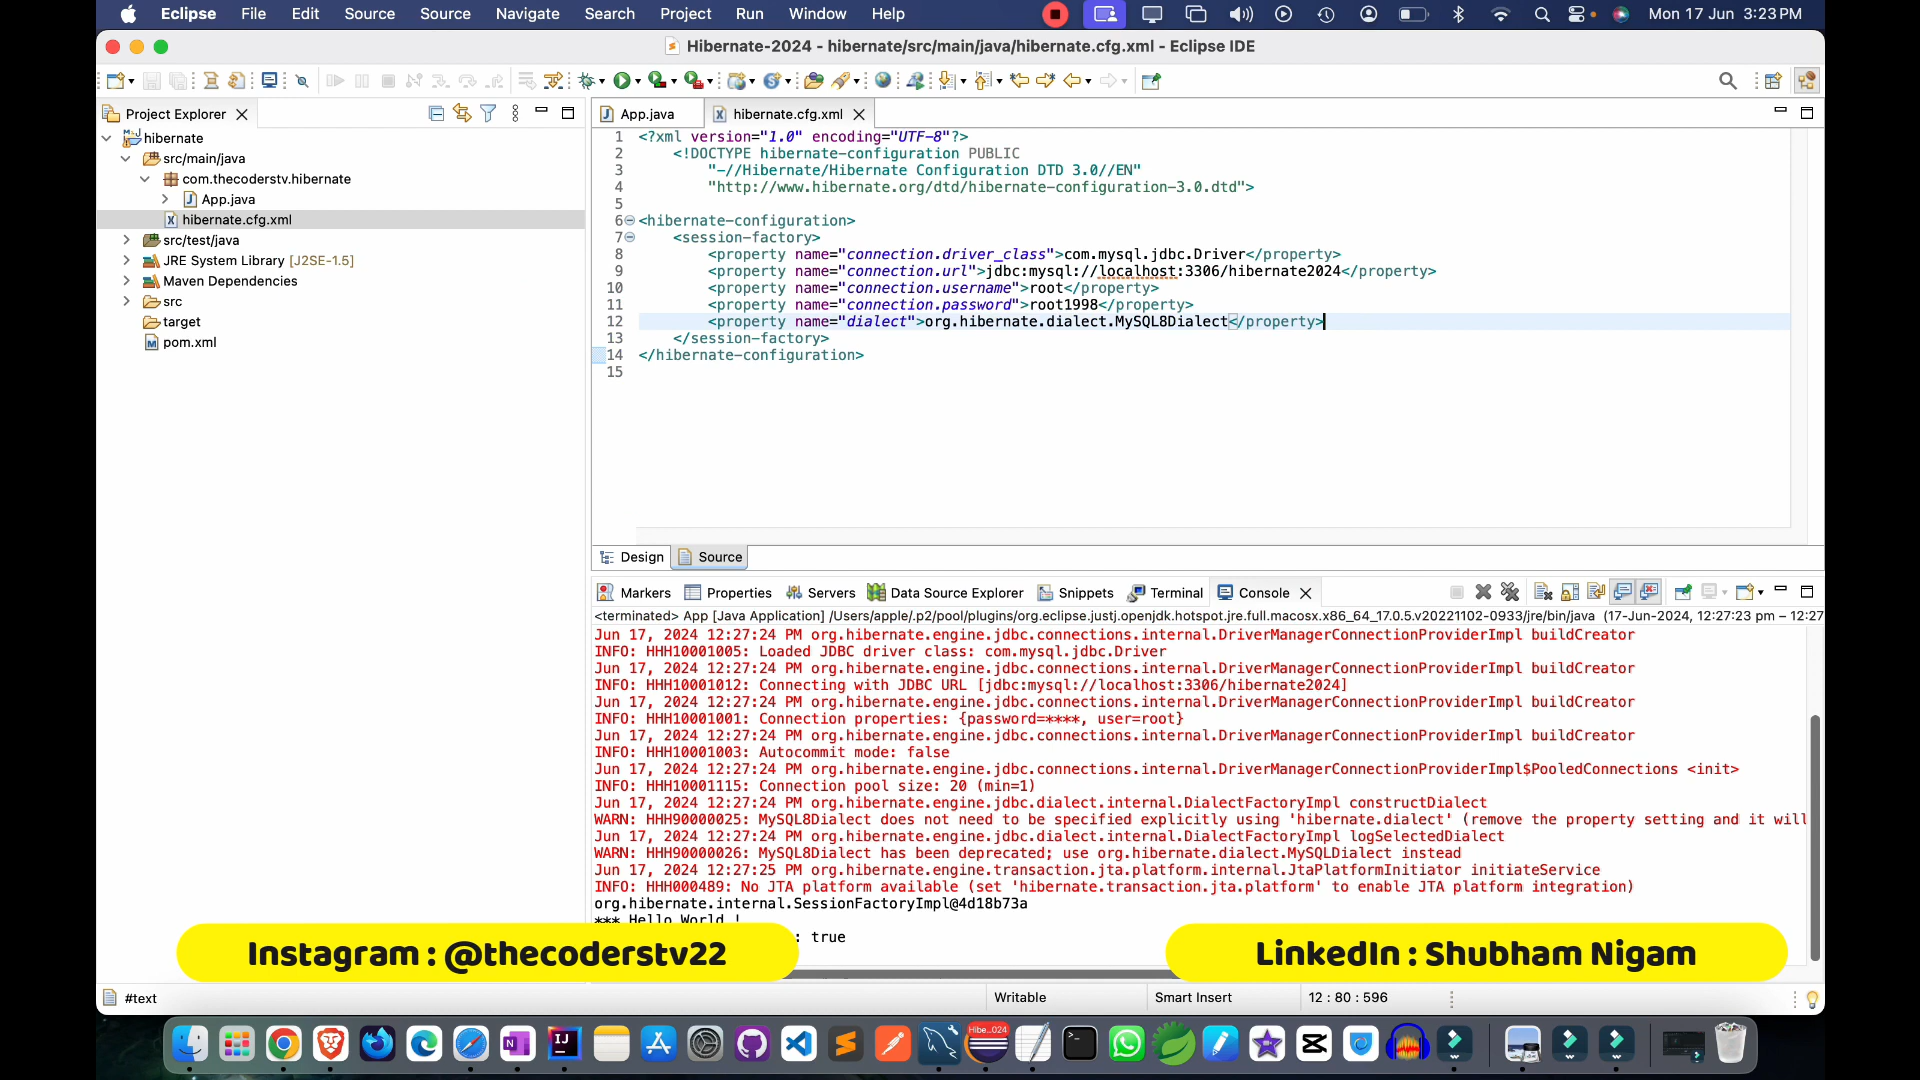 Eclipse File Edit Source Source Navigate Search Project Run Window Help Mon 17 Jun 3:23 PM
Hibernate-2024 - hibernate/src/main/java/hibernate.cfg.xml - Eclipse IDE
Project Explorer
hibernate
src/main/java
com.thecoderstv.hibernate
App.java
hibernate.cfg.xml
src/test/java
JRE System Library [J2SE-1.5]
Maven Dependencies
src
target
pom.xml
App.java hibernate.cfg.xml
1 <?xml version="1.0" encoding="UTF-8"?>
2 <!DOCTYPE hibernate-configuration PUBLIC
3 "-//Hibernate/Hibernate Configuration DTD 3.0//EN"
4 "http://www.hibernate.org/dtd/hibernate-configuration-3.0.dtd">
5
6 <hibernate-configuration>
7 <session-factory>
8 <property name="connection.driver_class">com.mysql.jdbc.Driver</property>
9 <property name="connection.url">jdbc:mysql://localhost:3306/hibernate2024</property>
10 <property name="connection.username">root</property>
11 <property name="connection.password">root1998</property>
12 <property name="dialect">org.hibernate.dialect.MySQL8Dialect</property>
13 </session-factory>
14 </hibernate-configuration>
15
Design Source
Markers Properties Servers Data Source Explorer Snippets Terminal Console
<terminated> App [Java Application] /Users/apple/.p2/pool/plugins/org.eclipse.justj.openjdk.hotspot.jre.full.macosx.x86_64_17.0.5.v20221102-0933/jre/bin/java (17-Jun-2024, 12:27:23 pm – 12:27
Jun 17, 2024 12:27:24 PM org.hibernate.engine.jdbc.connections.internal.DriverManagerConnectionProviderImpl buildCreator
INFO: HHH10001005: Loaded JDBC driver class: com.mysql.jdbc.Driver
Jun 17, 2024 12:27:24 PM org.hibernate.engine.jdbc.connections.internal.DriverManagerConnectionProviderImpl buildCreator
INFO: HHH10001012: Connecting with JDBC URL [jdbc:mysql://localhost:3306/hibernate2024]
Jun 17, 2024 12:27:24 PM org.hibernate.engine.jdbc.connections.internal.DriverManagerConnectionProviderImpl buildCreator
INFO: HHH10001001: Connection properties: {password=****, user=root}
Jun 17, 2024 12:27:24 PM org.hibernate.engine.jdbc.connections.internal.DriverManagerConnectionProviderImpl buildCreator
INFO: HHH10001003: Autocommit mode: false
Jun 17, 2024 12:27:24 PM org.hibernate.engine.jdbc.connections.internal.DriverManagerConnectionProviderImpl$PooledConnections <init>
INFO: HHH10001115: Connection pool size: 20 (min=1)
Jun 17, 2024 12:27:24 PM org.hibernate.engine.jdbc.dialect.internal.DialectFactoryImpl constructDialect
WARN: HHH90000025: MySQL8Dialect does not need to be specified explicitly using 'hibernate.dialect' (remove the property setting and it will
Jun 17, 2024 12:27:24 PM org.hibernate.engine.jdbc.dialect.internal.DialectFactoryImpl logSelectedDialect
WARN: HHH90000026: MySQL8Dialect has been deprecated; use org.hibernate.dialect.MySQLDialect instead
Jun 17, 2024 12:27:25 PM org.hibernate.engine.transaction.jta.platform.internal.JtaPlatformInitiator initiateService
INFO: HHH000489: No JTA platform available (set 'hibernate.transaction.jta.platform' to enable JTA platform integration)
org.hibernate.internal.SessionFactoryImpl@4d18b73a
*** Hello World !
: true
Instagram : @thecoderstv22
LinkedIn : Shubham Nigam
#text Writable Smart Insert 12 : 80 : 596
Hibe_024